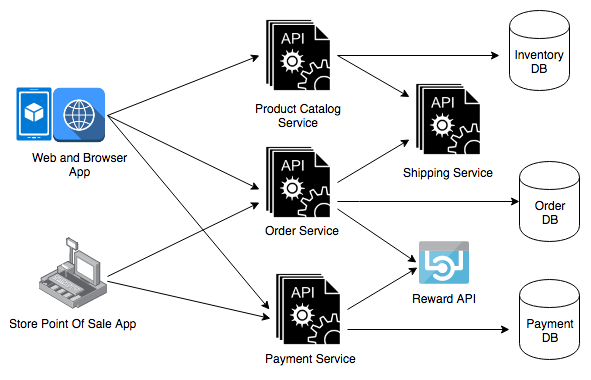 API
Inventory
DB
Product Catalog
Service
API
Web and Browser
App
API
Shipping Service
Order Service
Order
DB
Store Point Of Sale App
API
Reward API
Payment Service
Payment
DB